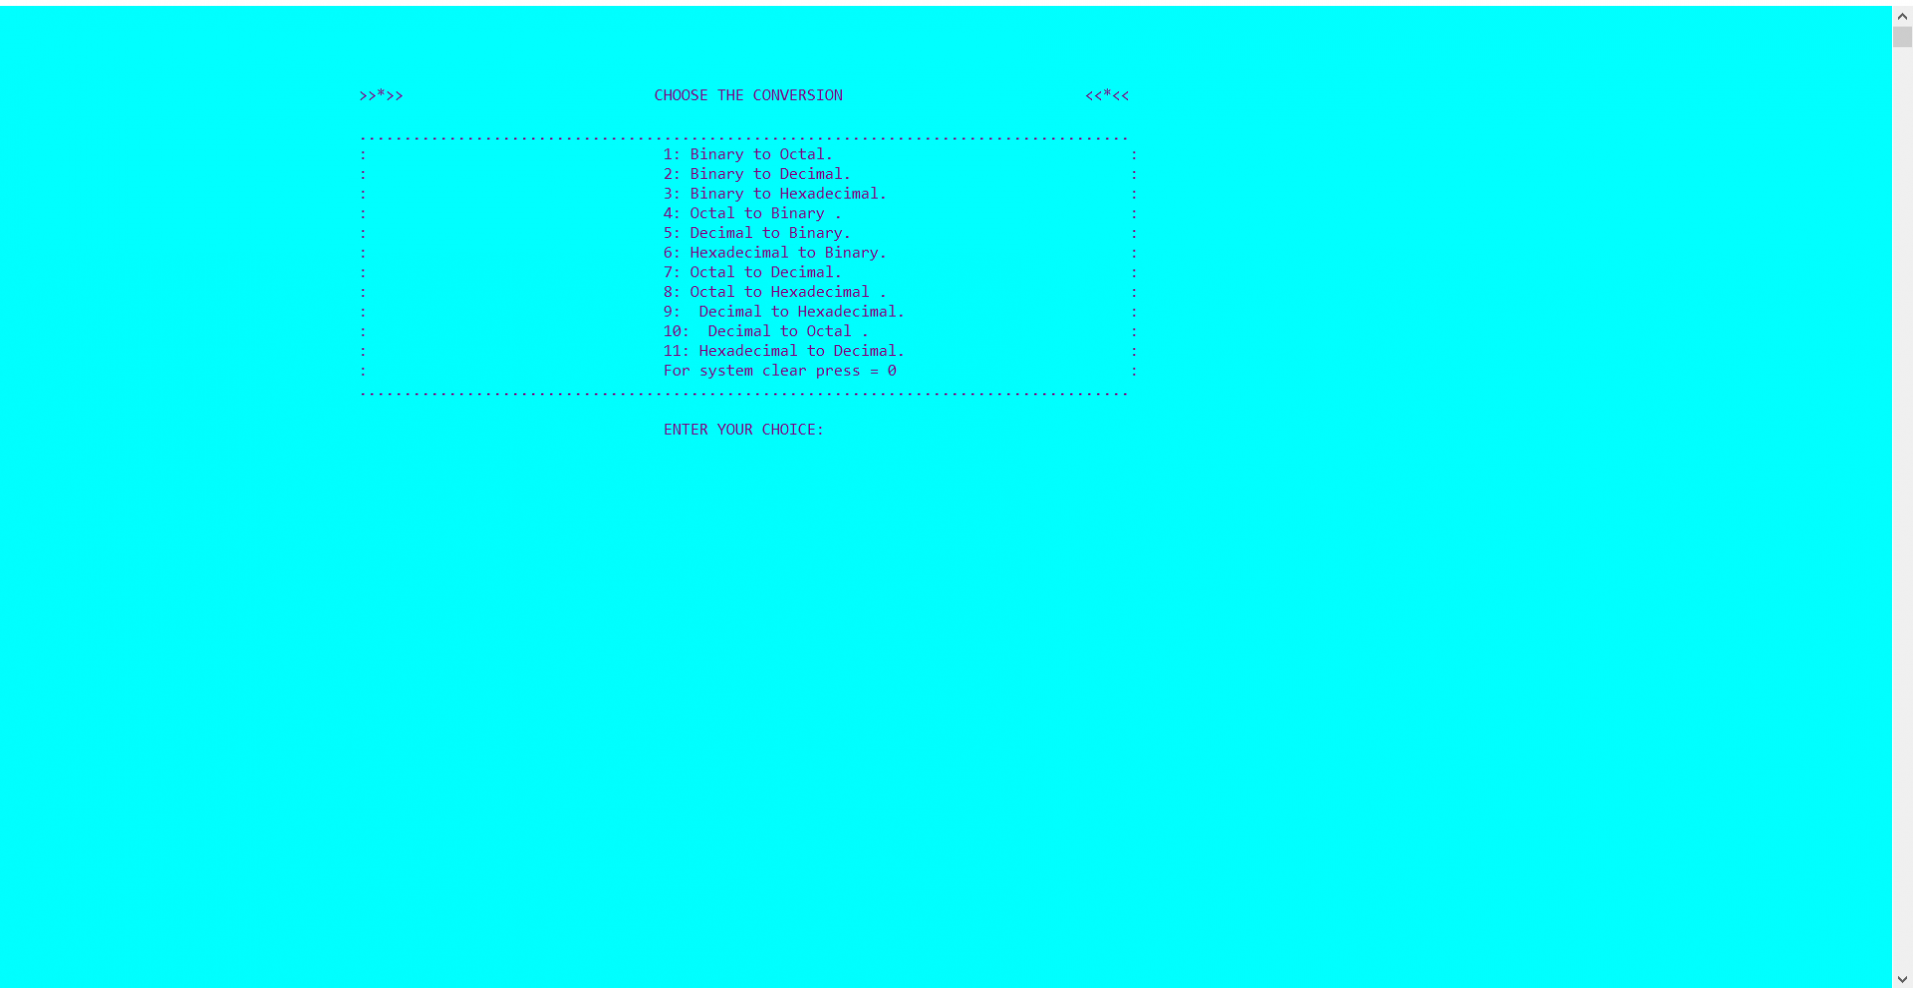 >>*>> CHOOSE THE CONVERSION <<*<<
.......................................................................................
: 1: Binary to Octal. :
: 2: Binary to Decimal. :
: 3: Binary to Hexadecimal. :
: 4: Octal to Binary . :
: 5: Decimal to Binary. :
: 6: Hexadecimal to Binary. :
: 7: Octal to Decimal. :
: 8: Octal to Hexadecimal . :
: 9:  Decimal to Hexadecimal. :
: 10:  Decimal to Octal . :
: 11: Hexadecimal to Decimal. :
: For system clear press = 0 :
.......................................................................................
ENTER YOUR CHOICE: